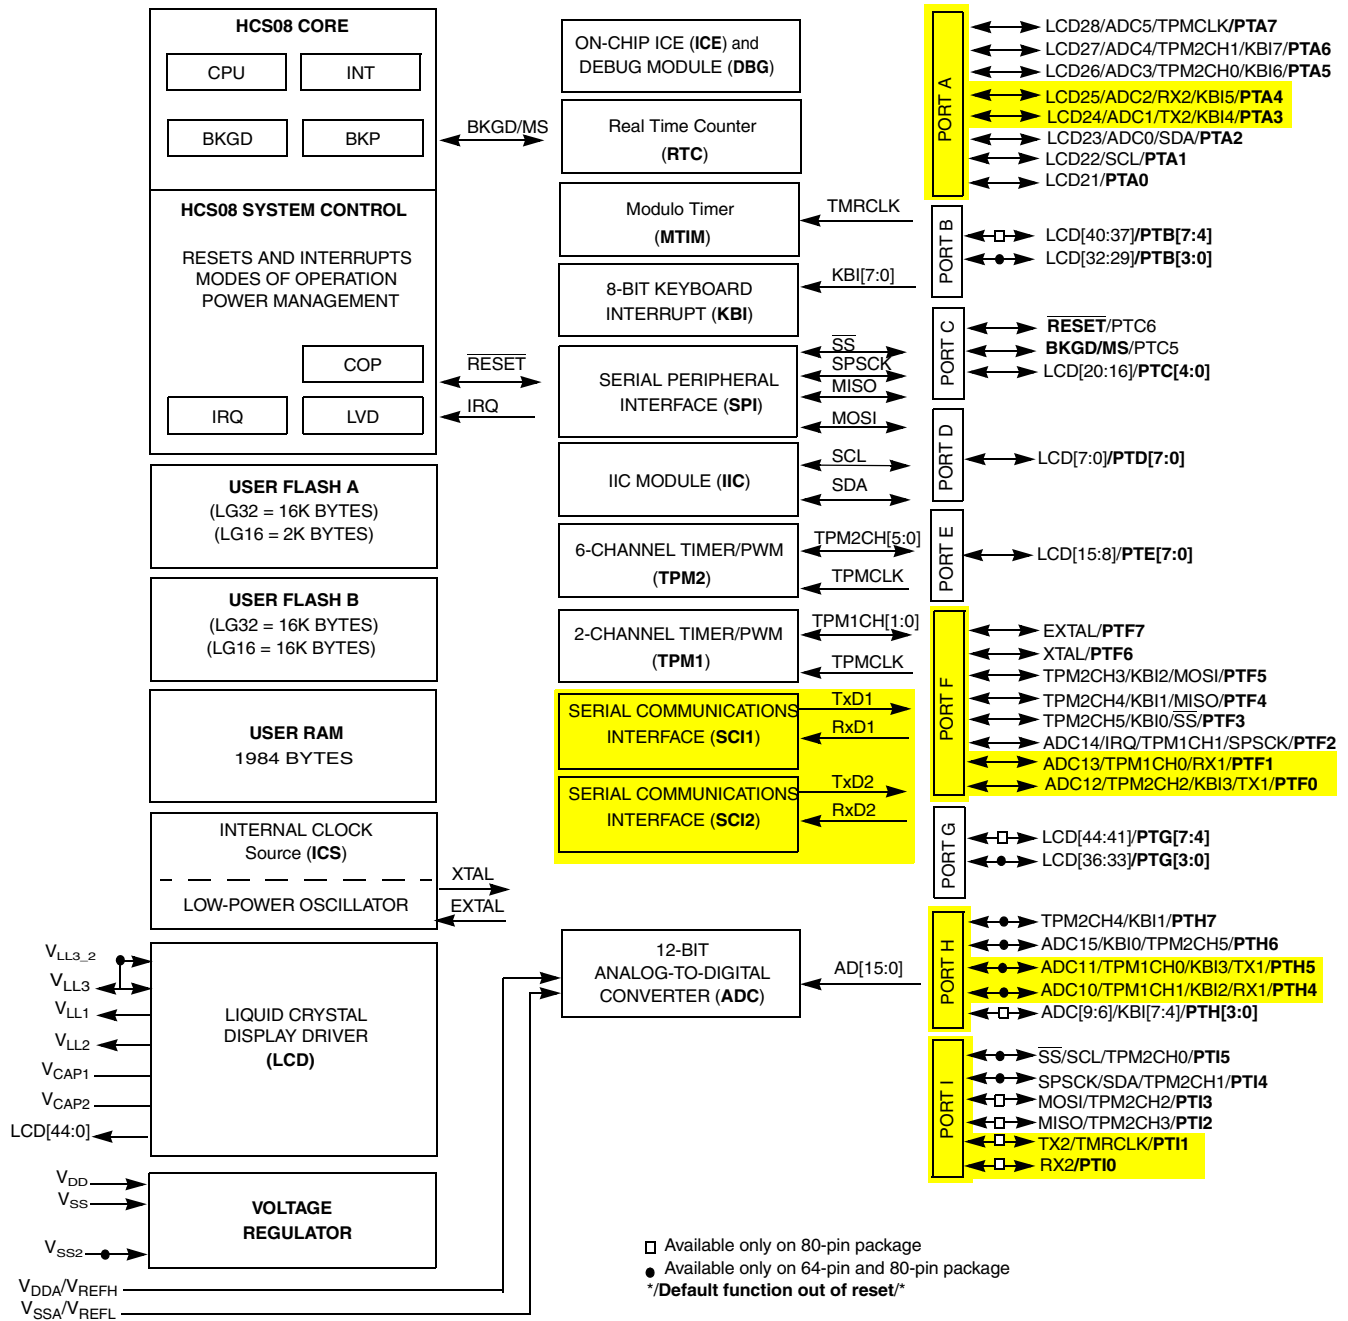 HCS08 CORE
CPU
INT
BKGD
BKP
BKGD/MS
HCS08 SYSTEM CONTROL
RESETS AND INTERRUPTS
MODES OF OPERATION
POWER MANAGEMENT
COP
RESET
IRQ
LVD
IRQ
USER FLASH A
(LG32 = 16K BYTES)
(LG16 = 2K BYTES)
USER FLASH B
(LG32 = 16K BYTES)
(LG16 = 16K BYTES)
USER RAM
1984 BYTES
INTERNAL CLOCK
Source (ICS)
LOW-POWER OSCILLATOR
XTAL
EXTAL
VLL3_2
VLL3
VLL1
VLL2
VCAP1
VCAP2
LCD[44:0]
LIQUID CRYSTAL
DISPLAY DRIVER
(LCD)
VDD
VSS
VSS2
VOLTAGE
REGULATOR
VDDA/VREFH
VSSA/VREFL
ON-CHIP ICE (ICE) and
DEBUG MODULE (DBG)
Real Time Counter
(RTC)
Modulo Timer
(MTIM)
TMRCLK
8-BIT KEYBOARD
INTERRUPT (KBI)
KBI[7:0]
SERIAL PERIPHERAL
INTERFACE (SPI)
SS
SPSCK
MISO
MOSI
IIC MODULE (IIC)
SCL
SDA
6-CHANNEL TIMER/PWM
(TPM2)
TPM2CH[5:0]
TPMCLK
2-CHANNEL TIMER/PWM
(TPM1)
TPM1CH[1:0]
TPMCLK
SERIAL COMMUNICATIONS
INTERFACE (SCI1)
TxD1
RxD1
SERIAL COMMUNICATIONS
INTERFACE (SCI2)
TxD2
RxD2
12-BIT
ANALOG-TO-DIGITAL
CONVERTER (ADC)
AD[15:0]
PORT A
LCD28/ADC5/TPMCLK/PTA7
LCD27/ADC4/TPM2CH1/KBI7/PTA6
LCD26/ADC3/TPM2CH0/KBI6/PTA5
LCD25/ADC2/RX2/KBI5/PTA4
LCD24/ADC1/TX2/KBI4/PTA3
LCD23/ADC0/SDA/PTA2
LCD22/SCL/PTA1
LCD21/PTA0
PORT B
LCD[40:37]/PTB[7:4]
LCD[32:29]/PTB[3:0]
PORT C
RESET/PTC6
BKGD/MS/PTC5
LCD[20:16]/PTC[4:0]
PORT D
LCD[7:0]/PTD[7:0]
PORT E
LCD[15:8]/PTE[7:0]
PORT F
EXTAL/PTF7
XTAL/PTF6
TPM2CH3/KBI2/MOSI/PTF5
TPM2CH4/KBI1/MISO/PTF4
TPM2CH5/KBI0/SS/PTF3
ADC14/IRQ/TPM1CH1/SPSCK/PTF2
ADC13/TPM1CH0/RX1/PTF1
ADC12/TPM2CH2/KBI3/TX1/PTF0
PORT G
LCD[44:41]/PTG[7:4]
LCD[36:33]/PTG[3:0]
PORT H
TPM2CH4/KBI1/PTH7
ADC15/KBI0/TPM2CH5/PTH6
ADC11/TPM1CH0/KBI3/TX1/PTH5
ADC10/TPM1CH1/KBI2/RX1/PTH4
ADC[9:6]/KBI[7:4]/PTH[3:0]
PORT I
SS/SCL/TPM2CH0/PTI5
SPSCK/SDA/TPM2CH1/PTI4
MOSI/TPM2CH2/PTI3
MISO/TPM2CH3/PTI2
TX2/TMRCLK/PTI1
RX2/PTI0
Available only on 80-pin package
Available only on 64-pin and 80-pin package
*/Default function out of reset/*